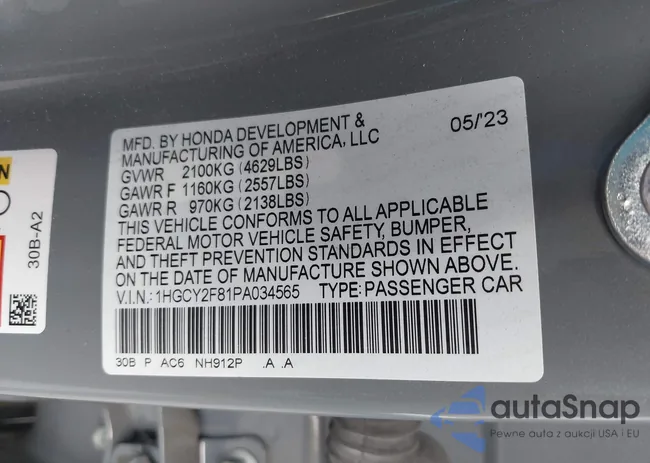 MFD. BY HONDA DEVELOPMENT &
MANUFACTURING OF AMERICA, LLC
05/'23
GVWR 2100KG (4629LBS)
GAWR F 1160KG (2557LBS)
GAWR R 970KG (2138LBS)
THIS VEHICLE CONFORMS TO ALL APPLICABLE
FEDERAL MOTOR VEHICLE SAFETY, BUMPER,
AND THEFT PREVENTION STANDARDS IN EFFECT
ON THE DATE OF MANUFACTURE SHOWN ABOVE.
V.I.N.: 1HGCY2F81PA034565 TYPE: PASSENGER CAR
30B P AC6 NH912P .A .A
30B-A2
autaSnap
Pewne auta z aukcji USA i EU